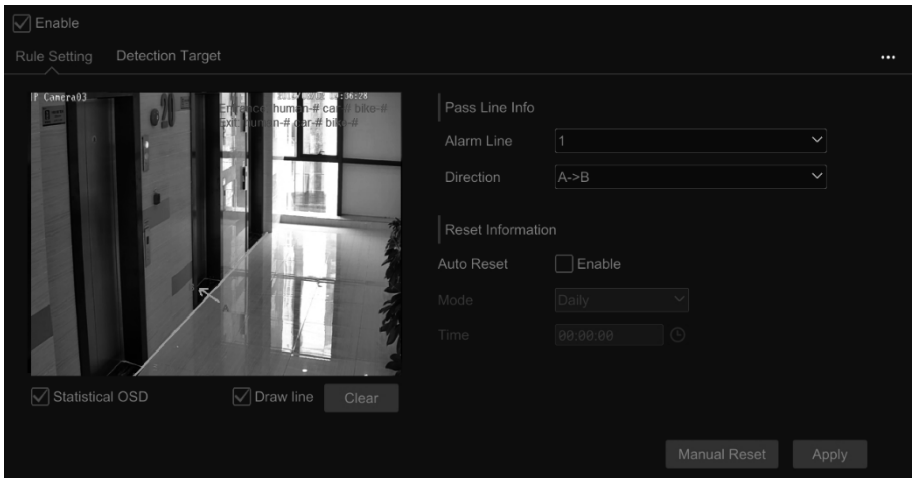 Enable
Rule Setting
Detection Target
IP Camera03
Entrance: human-# car-# bike-#
Exit: human-# car-# bike-#
Pass Line Info
Alarm Line
1
Direction
A->B
Reset Information
Auto Reset
Enable
Mode
Daily
Time
00:00:00
Statistical OSD
Draw line
Clear
Manual Reset
Apply